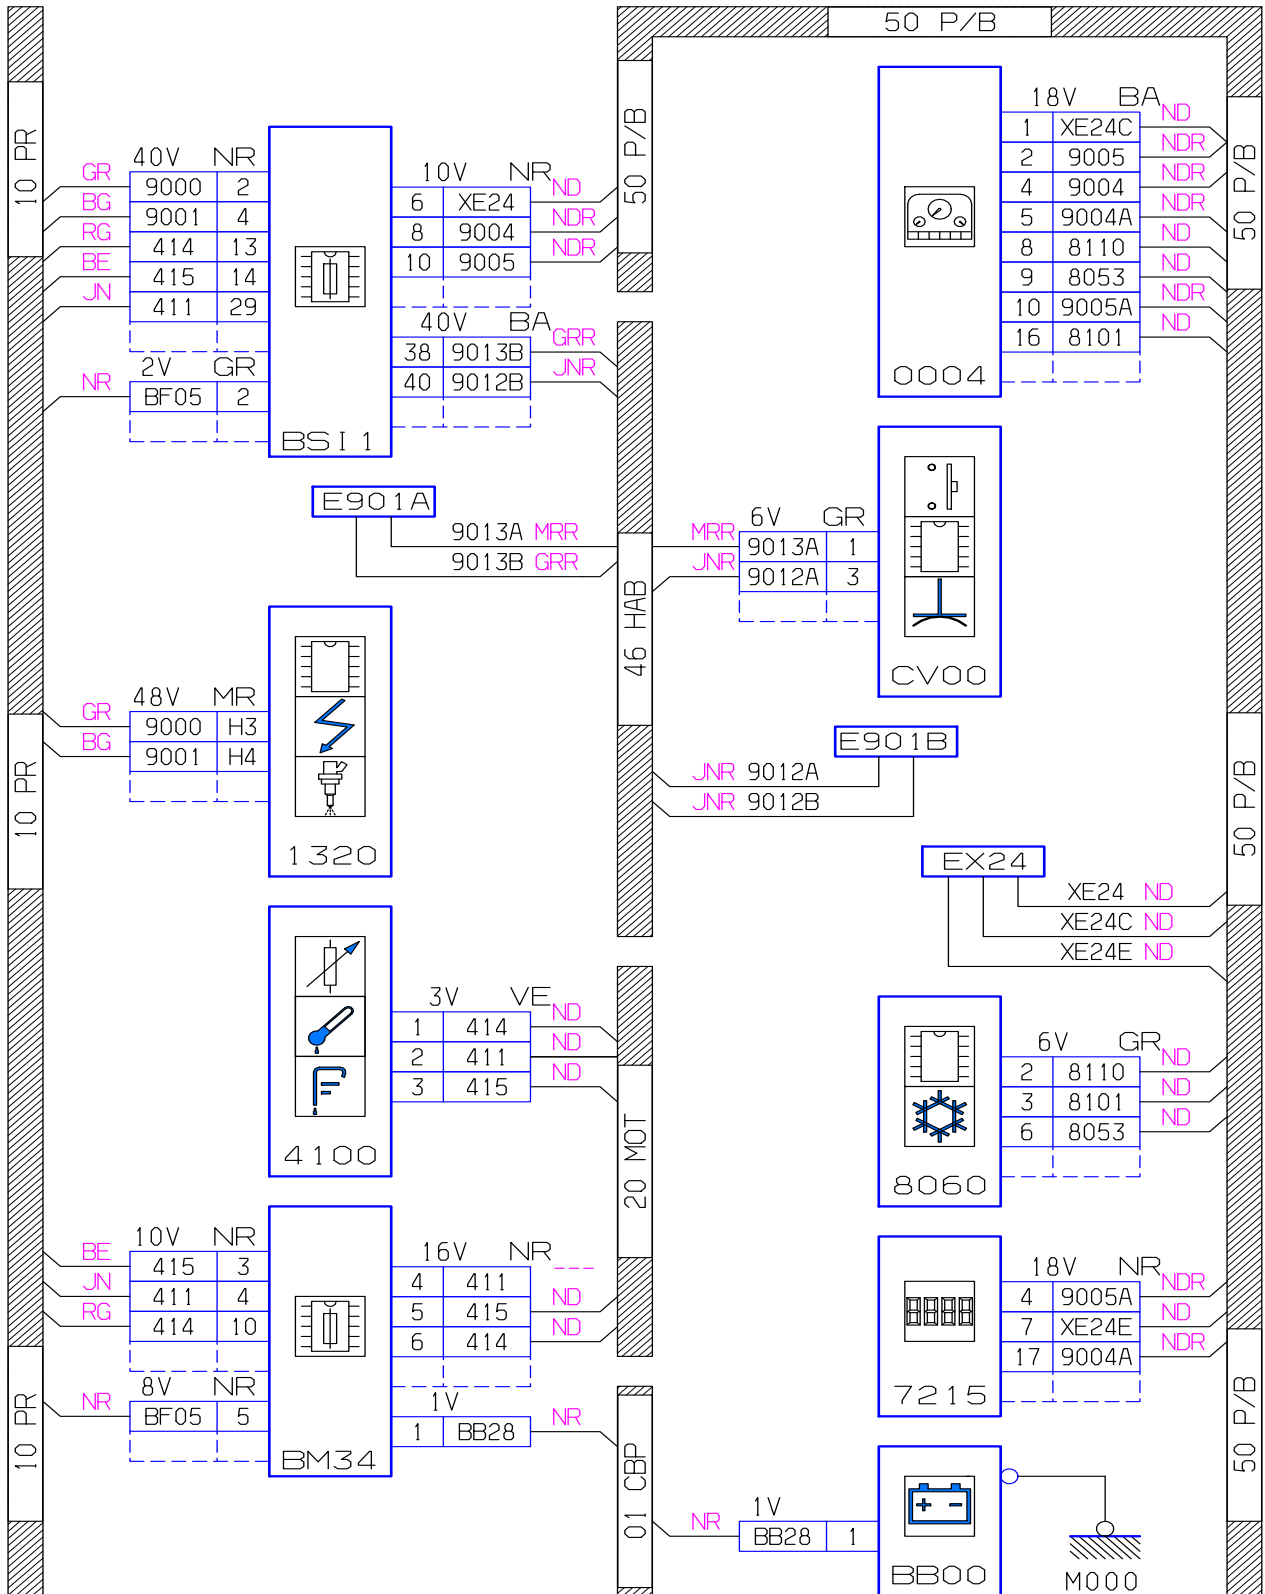 50 P/B
10 PR
50 P/B
50 P/B
40V NR
GR 9000 2
BG 9001 4
RG 414 13
BE 415 14
JN 411 29
2V GR
NR BF05 2
BSI1
10V NR
6 XE24 ND
8 9004 NDR
10 9005 NDR
40V BA
38 9013B GRR
40 9012B JNR
18V BA
1 XE24C ND
2 9005 NDR
4 9004 NDR
5 9004A NDR
8 8110 ND
9 8053 ND
10 9005A NDR
16 8101 ND
0004
E901A
9013A MRR
9013B GRR
46 HAB
6V GR
MRR 9013A 1
JNR 9012A 3
CV00
10 PR
48V MR
GR 9000 H3
BG 9001 H4
1320
E901B
JNR 9012A
JNR 9012B
50 P/B
EX24
XE24 ND
XE24C ND
XE24E ND
3V VE
1 414 ND
2 411 ND
3 415 ND
4100
20 MOT
6V GR
2 8110 ND
3 8101 ND
6 8053 ND
8060
10V NR
BE 415 3
JN 411 4
RG 414 10
8V NR
NR BF05 5
BM34
16V NR
4 411 ---
5 415 ND
6 414 ND
1V
1 BB28 NR
18V NR
4 9005A NDR
7 XE24E ND
17 9004A NDR
7215
10 PR
01 CBP
50 P/B
1V
NR BB28 1
+ -
BB00
M000